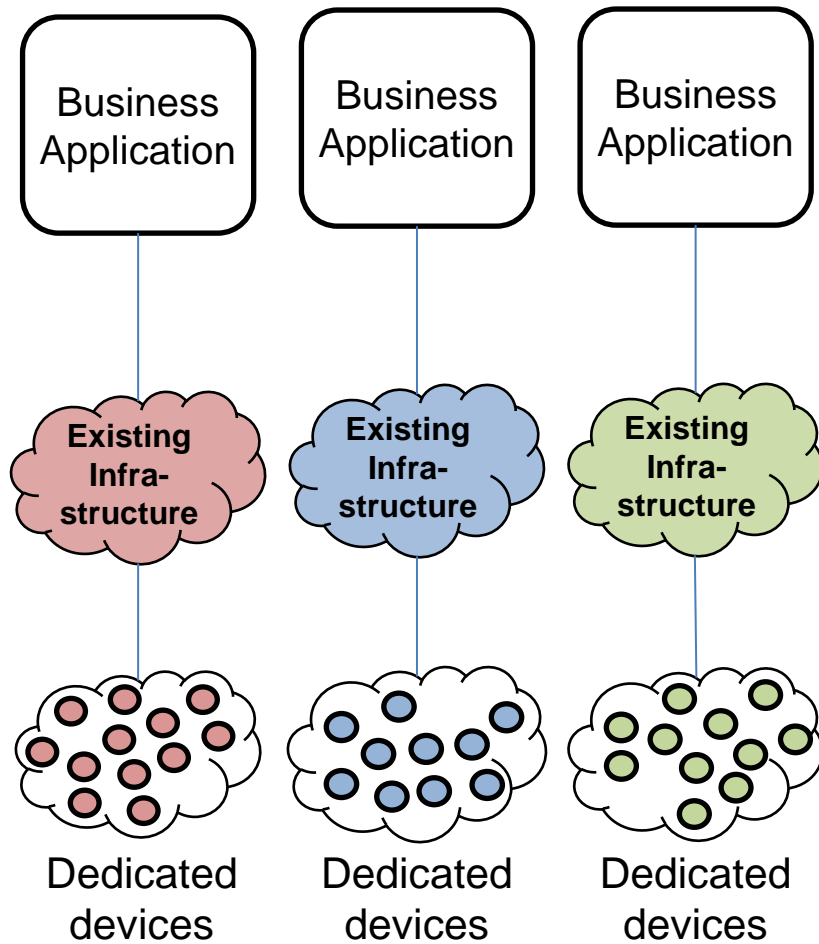 Business
Application
Business
Application
Business
Application
Existing
Infra-
structure
Existing
Infra-
structure
Existing
Infra-
structure
Dedicated
devices
Dedicated
devices
Dedicated
devices